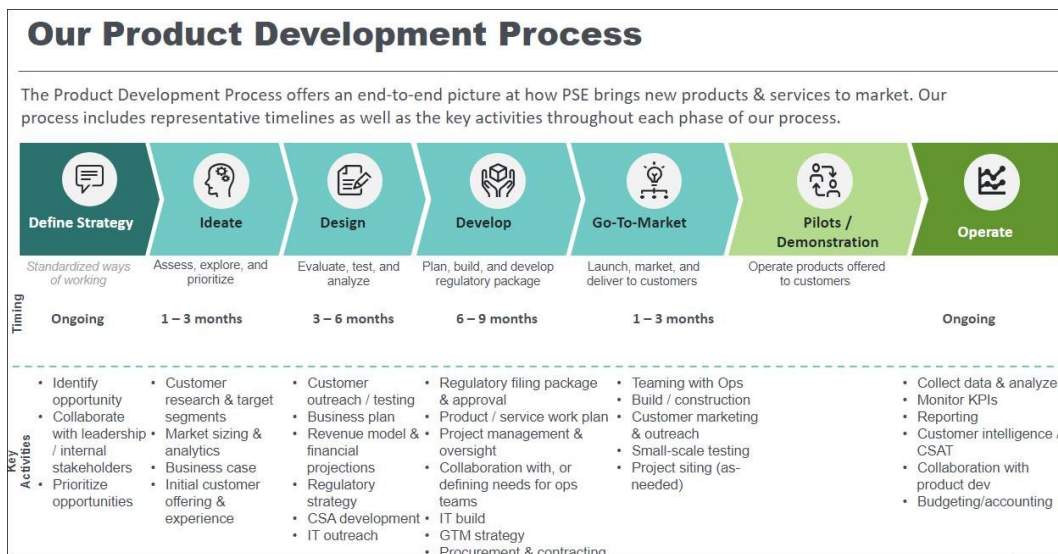 Our Product Development Process
The Product Development Process offers an end-to-end picture at how PSE brings new products & services to market. Our
process includes representative timelines as well as the key activities throughout each phase of our process.
Define Strategy
Ideate
Design
Develop
Go-To-Market
Pilots /
Demonstration
Operate
Standardized ways
of working
Assess, explore, and
prioritize
Evaluate, test, and
analyze
Plan, build, and develop
regulatory package
Launch, market, and
deliver to customers
Operate products offered
to customers
Timing
Ongoing
1 – 3 months
3 – 6 months
6 – 9 months
1 – 3 months
Ongoing
Key
Activities
• Identify
opportunity
• Collaborate
with leadership
/ internal
stakeholders
• Prioritize
opportunities
• Customer
research & target
segments
• Market sizing &
analytics
• Business case
• Initial customer
offering &
experience
• Customer
outreach / testing
• Business plan
• Revenue model &
financial
projections
• Regulatory
strategy
• CSA development
• IT outreach
• Regulatory filing package
& approval
• Product / service work plan
• Project management &
oversight
• Collaboration with, or
defining needs for ops
teams
• IT build
• GTM strategy
• Procurement & contracting
• Teaming with Ops
• Build / construction
• Customer marketing
& outreach
• Small-scale testing
• Project siting (as-
needed)
• Collect data & analyze
• Monitor KPIs
• Reporting
• Customer intelligence /
CSAT
• Collaboration with
product dev
• Budgeting/accounting